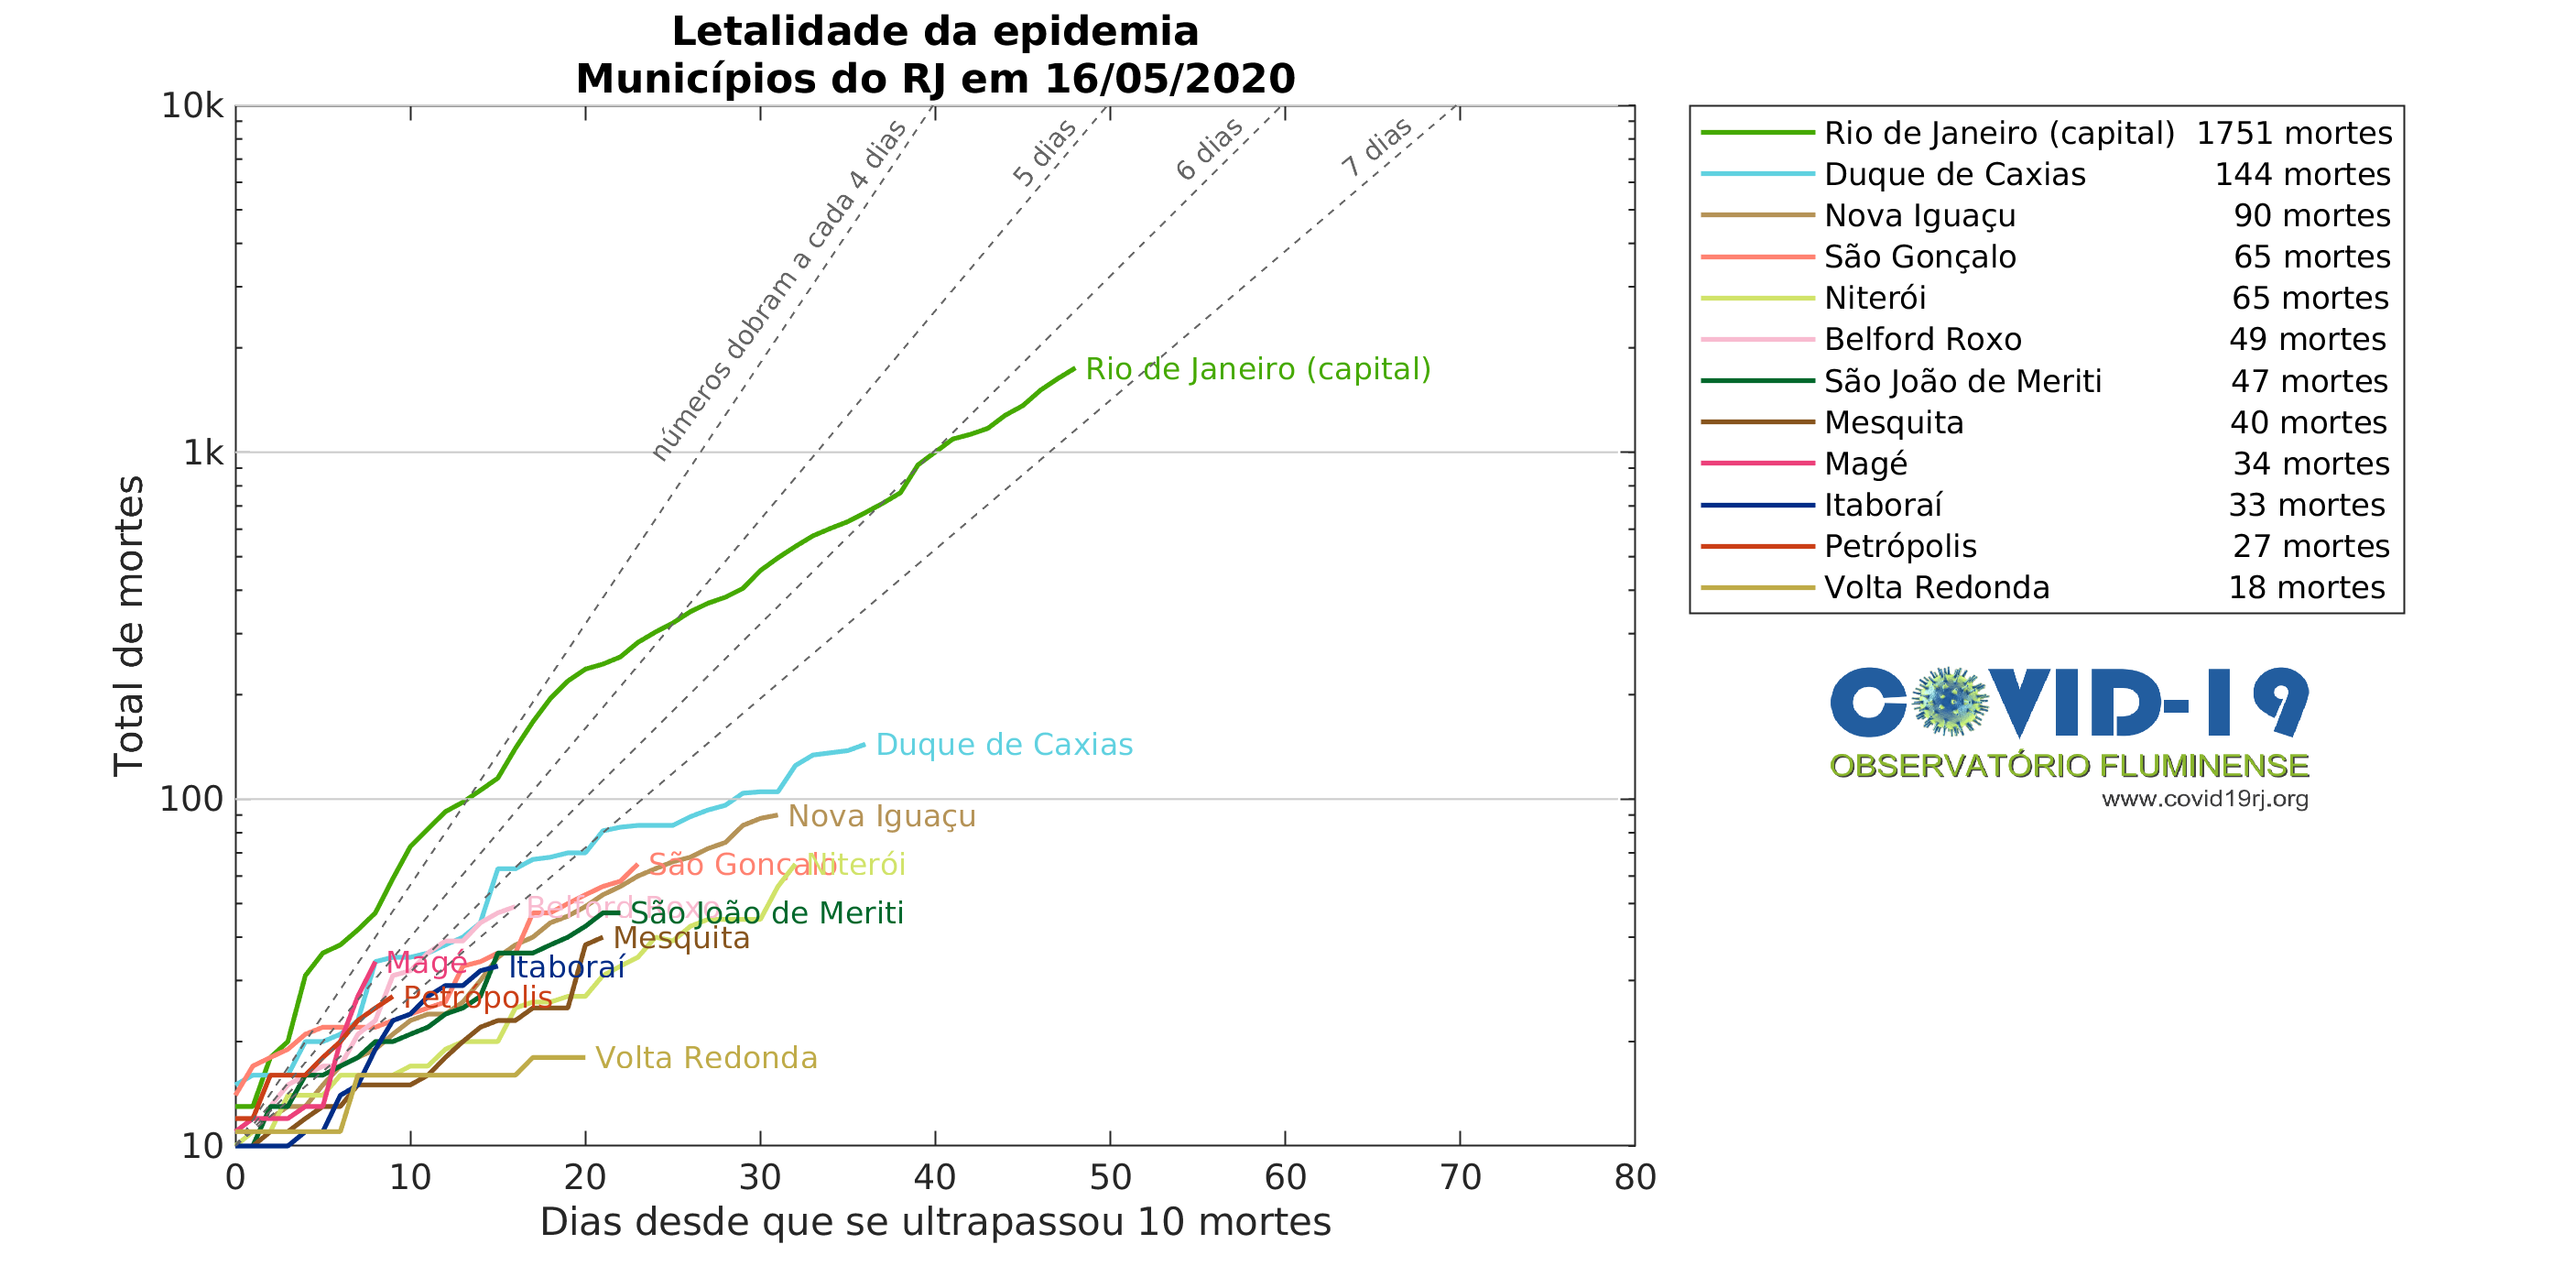 Letalidade da epidemia
Municípios do RJ em 16/05/2020
Total de mortes
10k
1k
100
10
0 10 20 30 40 50 60 70 80
Dias desde que se ultrapassou 10 mortes
números dobram a cada 4 dias
5 dias
6 dias
7 dias
Rio de Janeiro (capital)
Duque de Caxias
Nova Iguaçu
São Gonçalo
Niterói
Belford Roxo
São João de Meriti
Mesquita
Magé
Itaboraí
Petrópolis
Volta Redonda
Rio de Janeiro (capital) 1751 mortes
Duque de Caxias 144 mortes
Nova Iguaçu 90 mortes
São Gonçalo 65 mortes
Niterói 65 mortes
Belford Roxo 49 mortes
São João de Meriti 47 mortes
Mesquita 40 mortes
Magé 34 mortes
Itaboraí 33 mortes
Petrópolis 27 mortes
Volta Redonda 18 mortes
COVID-19
OBSERVATÓRIO FLUMINENSE
www.covid19rj.org